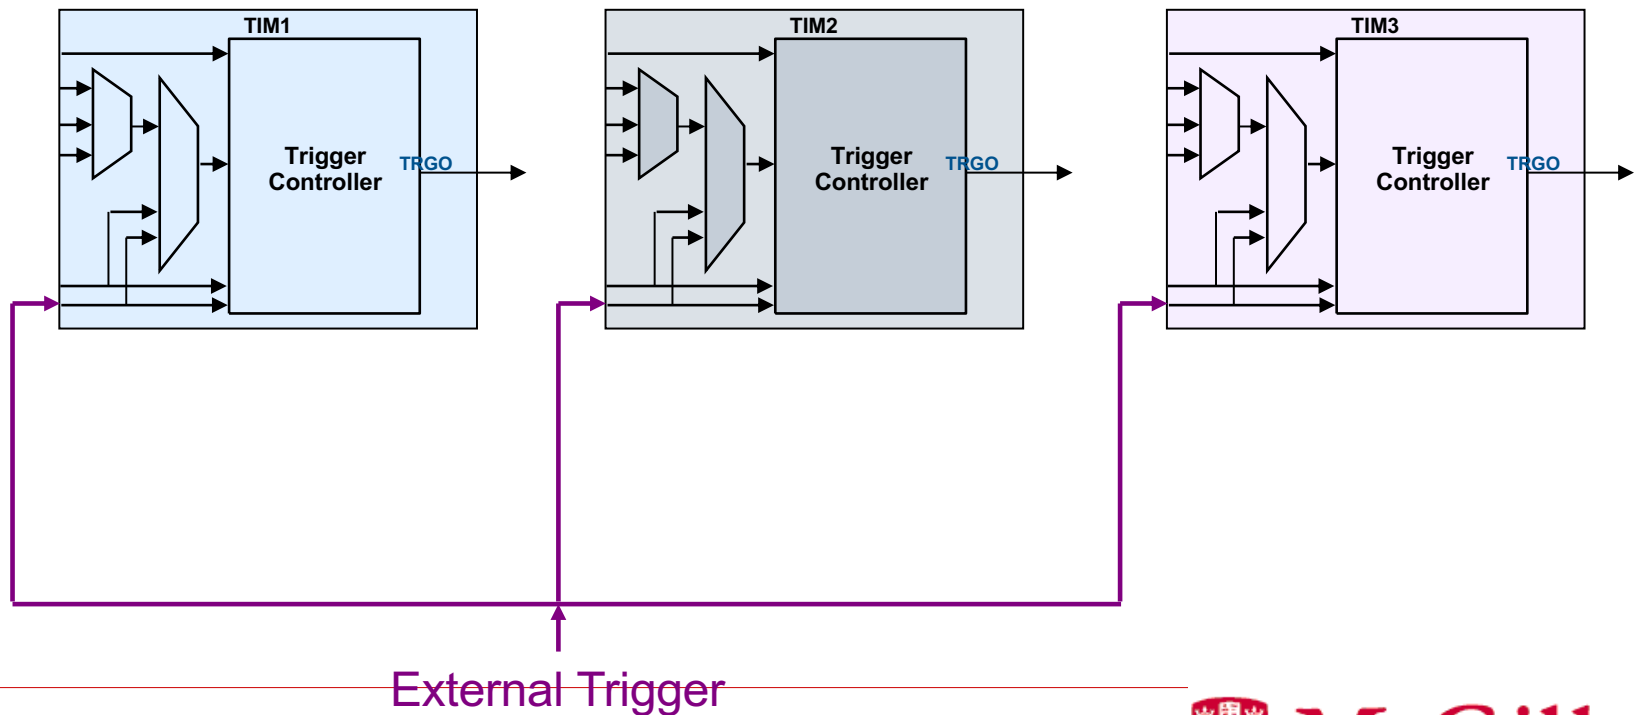 TIM1
Trigger
Controller
TRGO
TIM2
Trigger
Controller
TRGO
TIM3
Trigger
Controller
TRGO
External Trigger